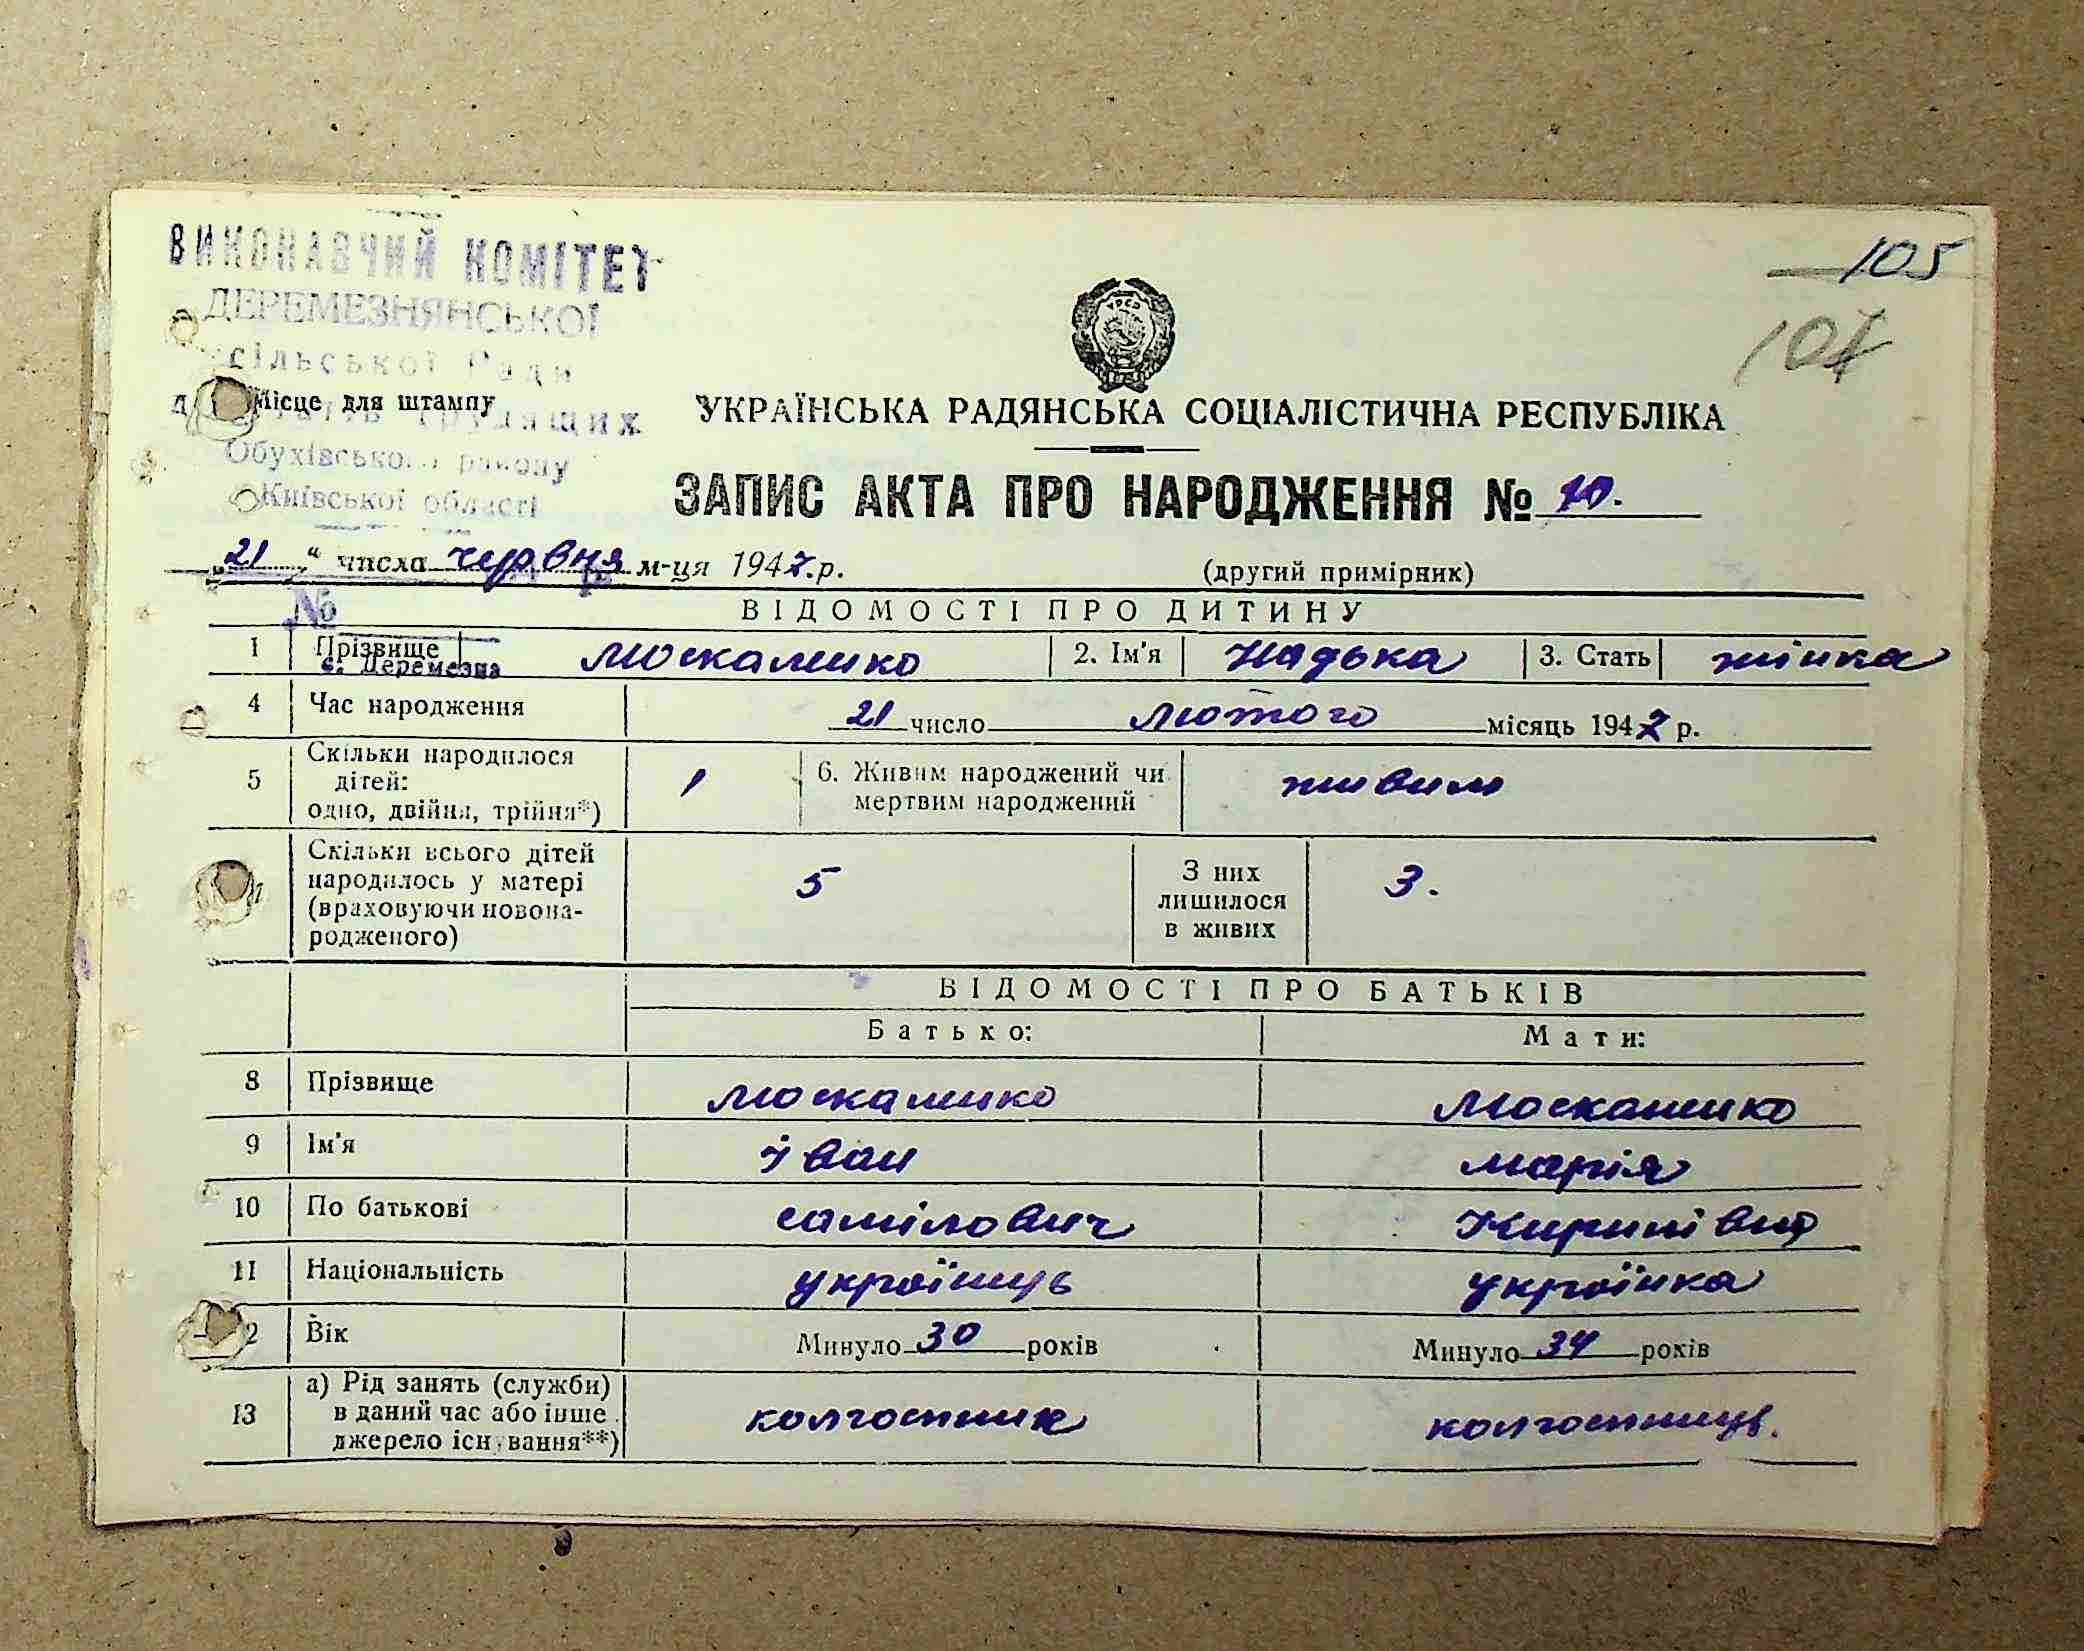 ВИКОНАВЧИЙ КОМІТЕТ
ДЕРЕМЕЗНЯНСЬКОЇ
сільської Ради
трудящих
Обухівського району
Київської області
Місце для штампу
105
УРСР
УКРАЇНСЬКА РАДЯНСЬКА СОЦІАЛІСТИЧНА РЕСПУБЛІКА
ЗАПИС АКТА ПРО НАРОДЖЕННЯ № 10.
„21“ числа червня м-ця 1947.р. (другий примірник)
№
с. Деремезна
ВІДОМОСТІ ПРО ДИТИНУ
1 Прізвище Москаленко 2. Ім'я Надька 3. Стать жінка
4 Час народження 21 число лютого місяць 1947 р.
5 Скільки народилося дітей: одно, двійня, трійня*) 1 6. Живим народжений чи мертвим народжений живим
Скільки всього дітей народилось у матері (враховуючи новонародженого) 5 З них лишилося в живих 3.
ВІДОМОСТІ ПРО БАТЬКІВ
Батько: Мати:
8 Прізвище Москаленко Москаленко
9 Ім'я Іван Марія
10 По батькові самілович
11 Національність україниць українка
12 Вік Минуло 30 років Минуло 34 років
13 а) Рід занять (служби) в даний час або інше джерело існування**) колгоспник колгоспниця.